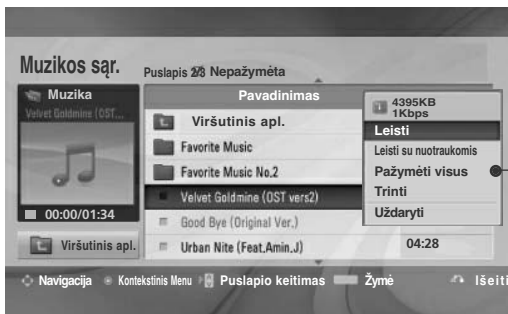 Muzikos sąr.
Puslapis 2/3 Nepažymėta
Muzika
Velvet Goldmine (OST...
00:00/01:34
Viršutinis apl.
Pavadinimas
Viršutinis apl.
Favorite Music
Favorite Music No.2
Velvet Goldmine (OST vers2)
Good Bye (Original Ver.)
Urban Nite (Feat.Amin.J)
04:28
4395KB
1Kbps
Leisti
Leisti su nuotraukomis
Pažymėti visus
Trinti
Uždaryti
Navigacija Kontekstinis Menu Puslapio keitimas Žymė Išeiti